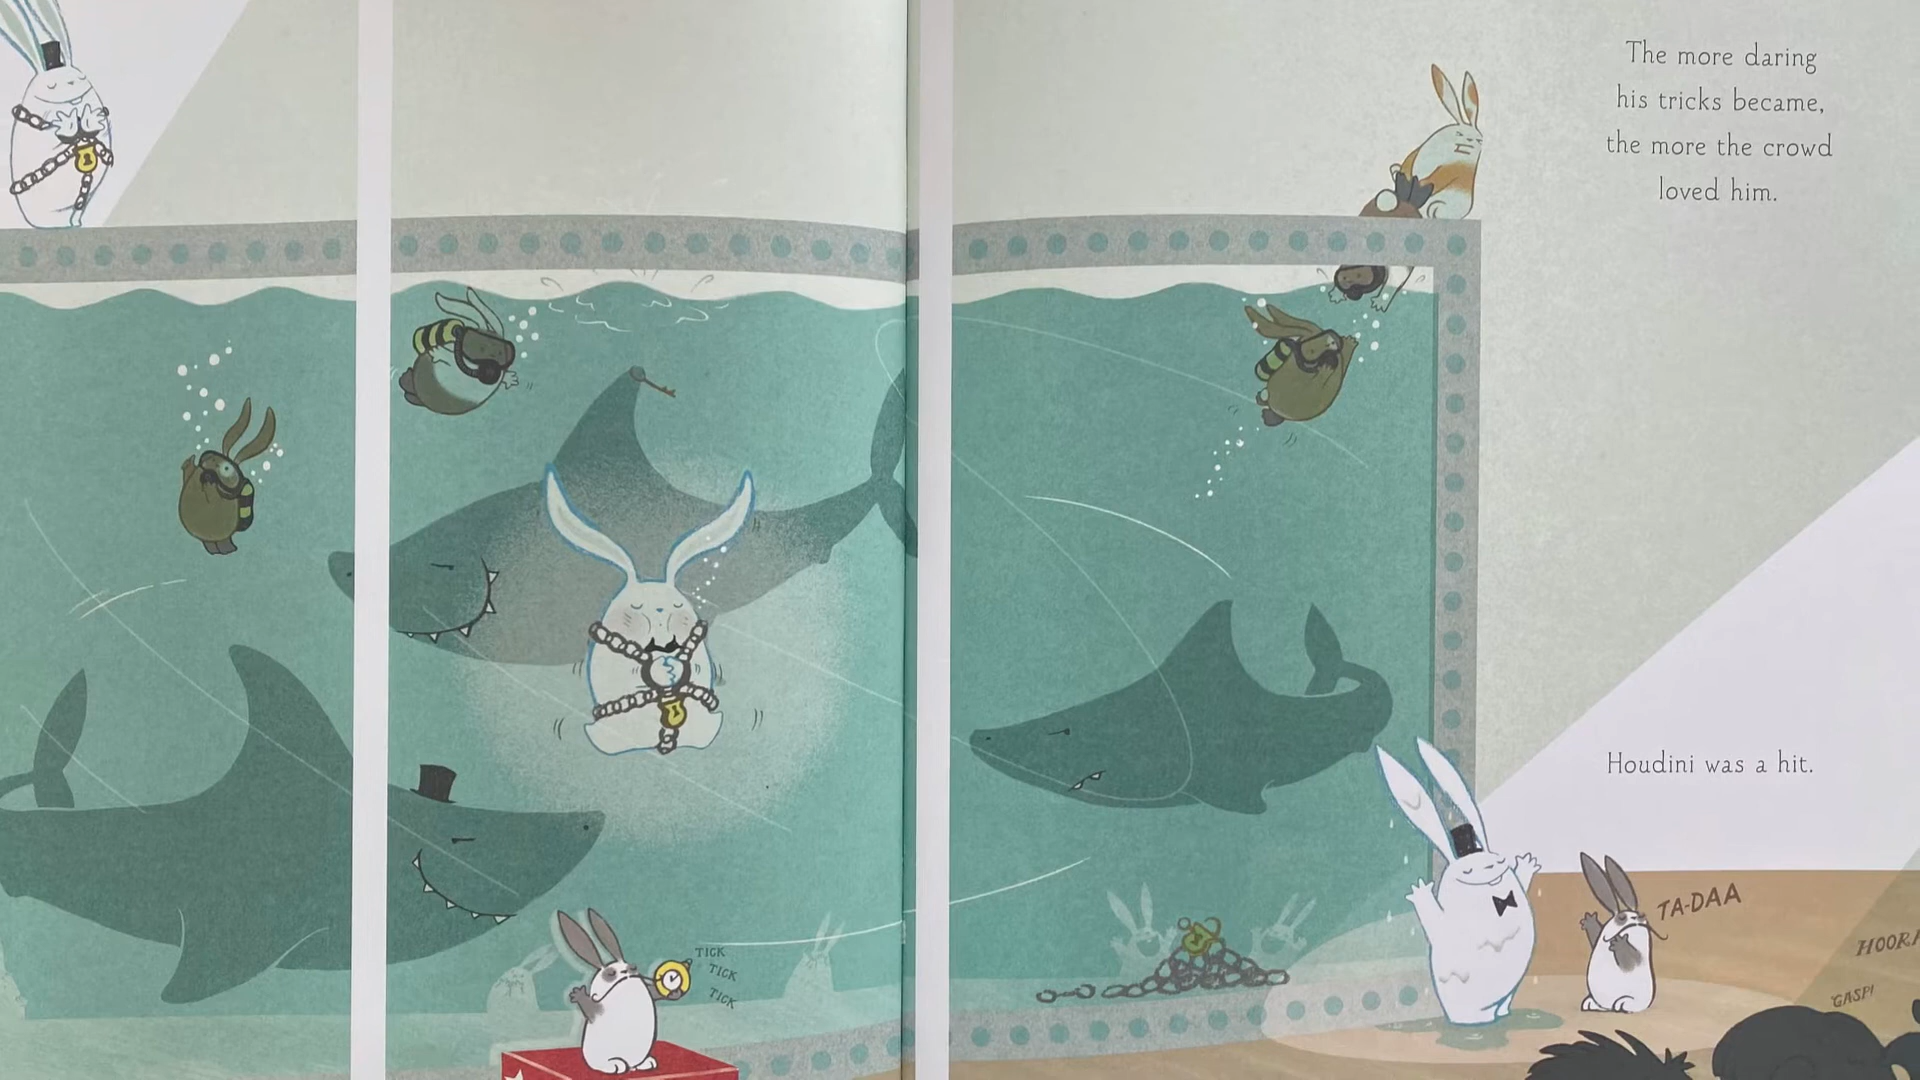 The more daring
his tricks became,
the more the crowd
loved him.
TICK
TICK
TICK
Houdini was a hit.
TA-DAA
GASP!